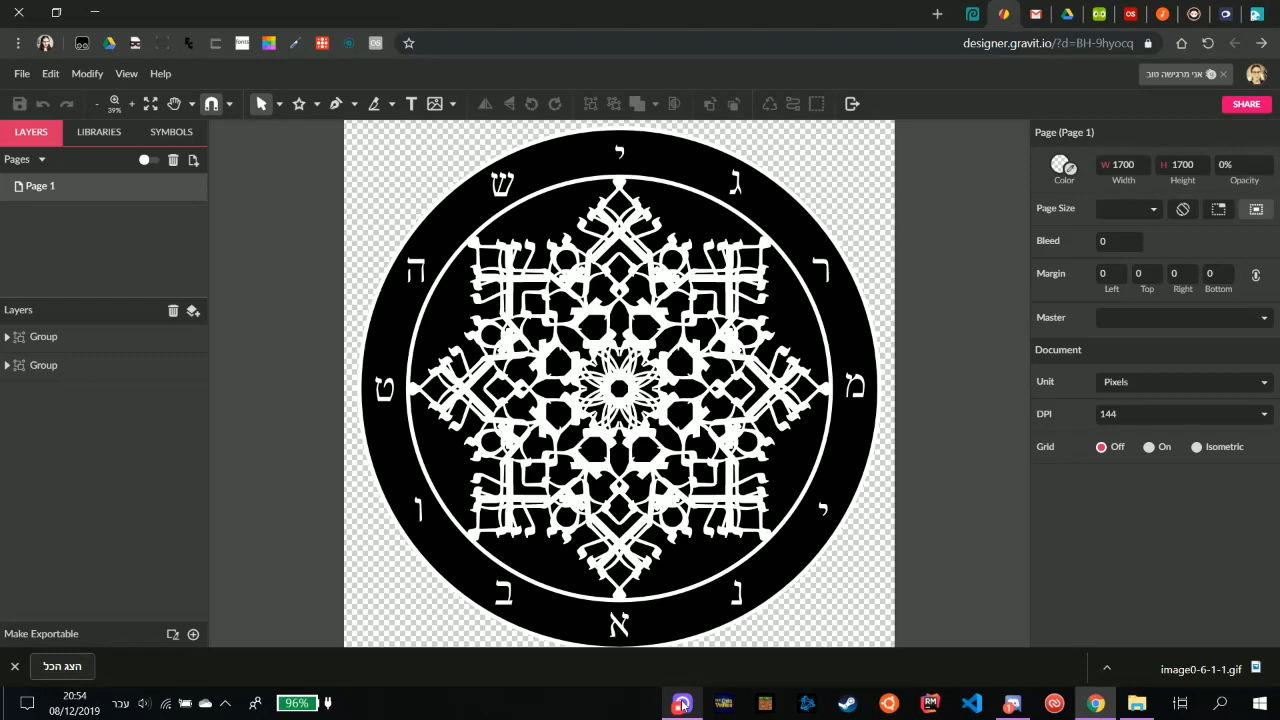 designer.gravit.io/?d=BH-9hyocq
File Edit Modify View Help
אני מרגישה טוב
39%
SHARE
LAYERS LIBRARIES SYMBOLS
Pages
Page 1
Layers
Group
Group
Make Exportable
י
ג
ר
מ
י
נ
א
ב
ו
ט
ה
ש
Page (Page 1)
W 1700 H 1700 0%
Color Width Height Opacity
Page Size
Bleed 0
Margin 0 0 0 0
Left Top Right Bottom
Master
Document
Unit Pixels
DPI 144
Grid Off On Isometric
הצג הכל
image0-6-1-1.gif
20:54
08/12/2019
עבר
96%